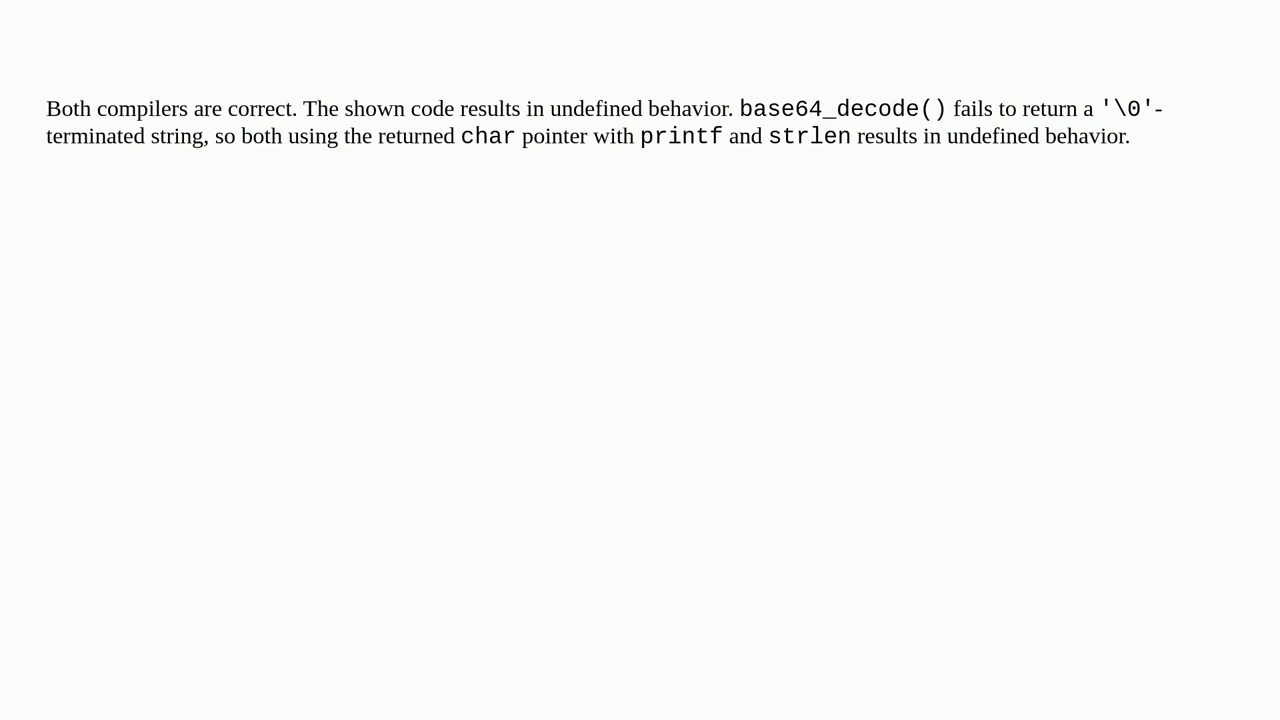 Both compilers are correct. The shown code results in undefined behavior. base64_decode() fails to return a '\0'-
terminated string, so both using the returned char pointer with printf and strlen results in undefined behavior.